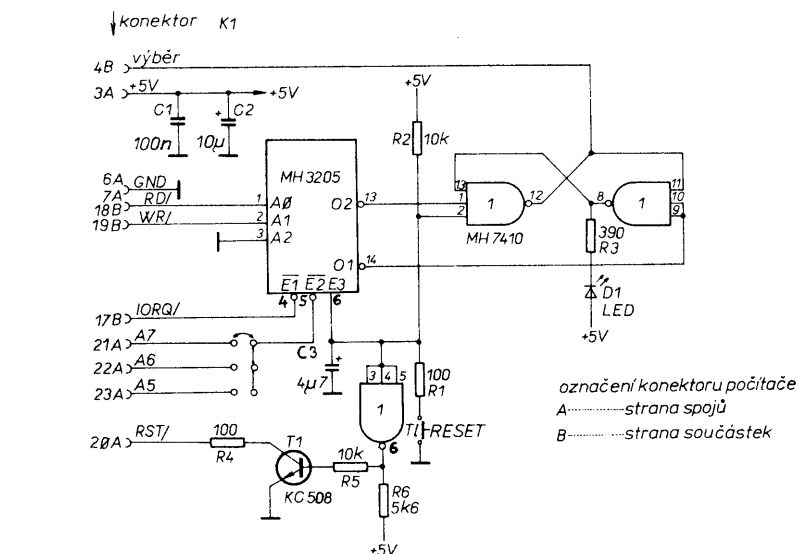 konektor K1
4B výběr
3A +5V +5V
C1 100n
+ C2 10µ
+5V
R2 10k
6A GND
7A
18B RD/
19B WR/
MH 3205
1 AØ
2 A1
3 A2
O2 13
O1 14
E1 E2 E3
4 5 6
13
1
2
1
12
MH 7410
8
1
11
10
9
390
R3
D1
LED
+5V
17B IORQ/
21A A7
22A A6
23A A5
C3
+
4µ7
3 4 5
1
6
100
R1
Tl-RESET
označení konektoru počítače
A............strana spojů
B............strana součástek
2ØA RST/
100
R4
T1
KC 508
10k
R5
R6
5k6
+5V